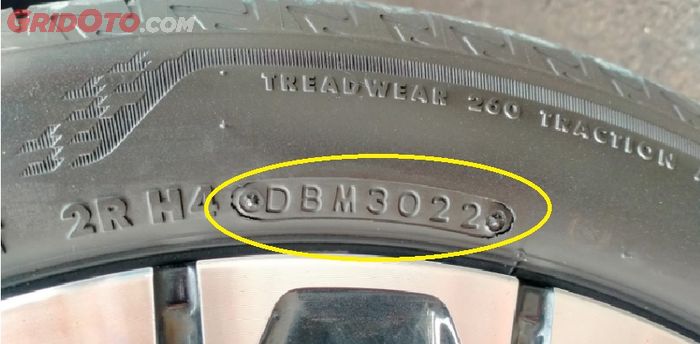 GRIDOTO.COM
TREADWEAR 260 TRACTION
2R H4 DBM3022